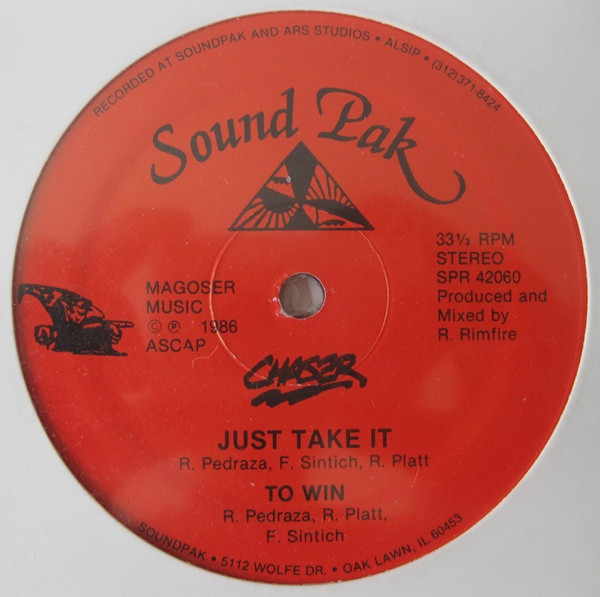 RECORDED AT SOUNDPAK AND ARS STUDIOS • ALSIP • (312)371-8424
Sound Pak
MAGOSER
MUSIC
© ℗ 1986
ASCAP
33⅓ RPM
STEREO
SPR 42060
Produced and
Mixed by
R. Rimfire
CHASER
JUST TAKE IT
R. Pedraza, F. Sintich, R. Platt
TO WIN
R. Pedraza, R. Platt,
F. Sintich
SOUNDPAK • 5112 WOLFE DR. • OAK LAWN, IL 60453